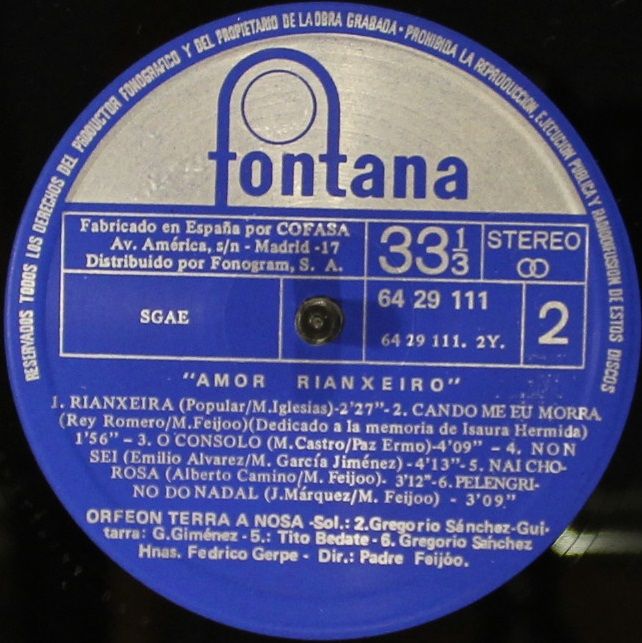 RESERVADOS TODOS LOS DERECHOS DEL PRODUCTOR FONOGRAFICO Y DEL PROPIETARIO DE LA OBRA GRABADA · PROHIBIDA LA REPRODUCCION, EJECUCION PUBLICA Y RADIODIFUSION DE ESTOS DISCOS
fontana
Fabricado en España por COFASA
Av. América, s/n - Madrid -17
Distribuido por Fonogram, S. A.
33 1/3
STEREO
SGAE
64 29 111
64 29 111. 2Y.
2
"AMOR RIANXEIRO"
1. RIANXEIRA (Popular/M.Iglesias)-2'27"-2. CANDO ME EU MORRA
(Rey Romero/M.Feijoo)(Dedicado a la memoria de Isaura Hermida)
1'56" - 3. O CONSOLO (M.Castro/Paz Ermo)-4'09" - 4. NON
SEI (Emilio Alvarez/M. García Jiménez) - 4'13"-5. NAI CHO-
ROSA (Alberto Camino/M. Feijoo)- 3'12"-6. PELENGRI-
NO DO NADAL (J.Márquez/M. Feijoo) - 3'09"
ORFEON TERRA A NOSA -Sol.: 2.Gregorio Sánchez-Gui-
tarra: G.Giménez - 5.: Tito Bedate - 6. Gregorio Sánchez
Hnas. Fedrico Gerpe - Dir.: Padre Feijóo.